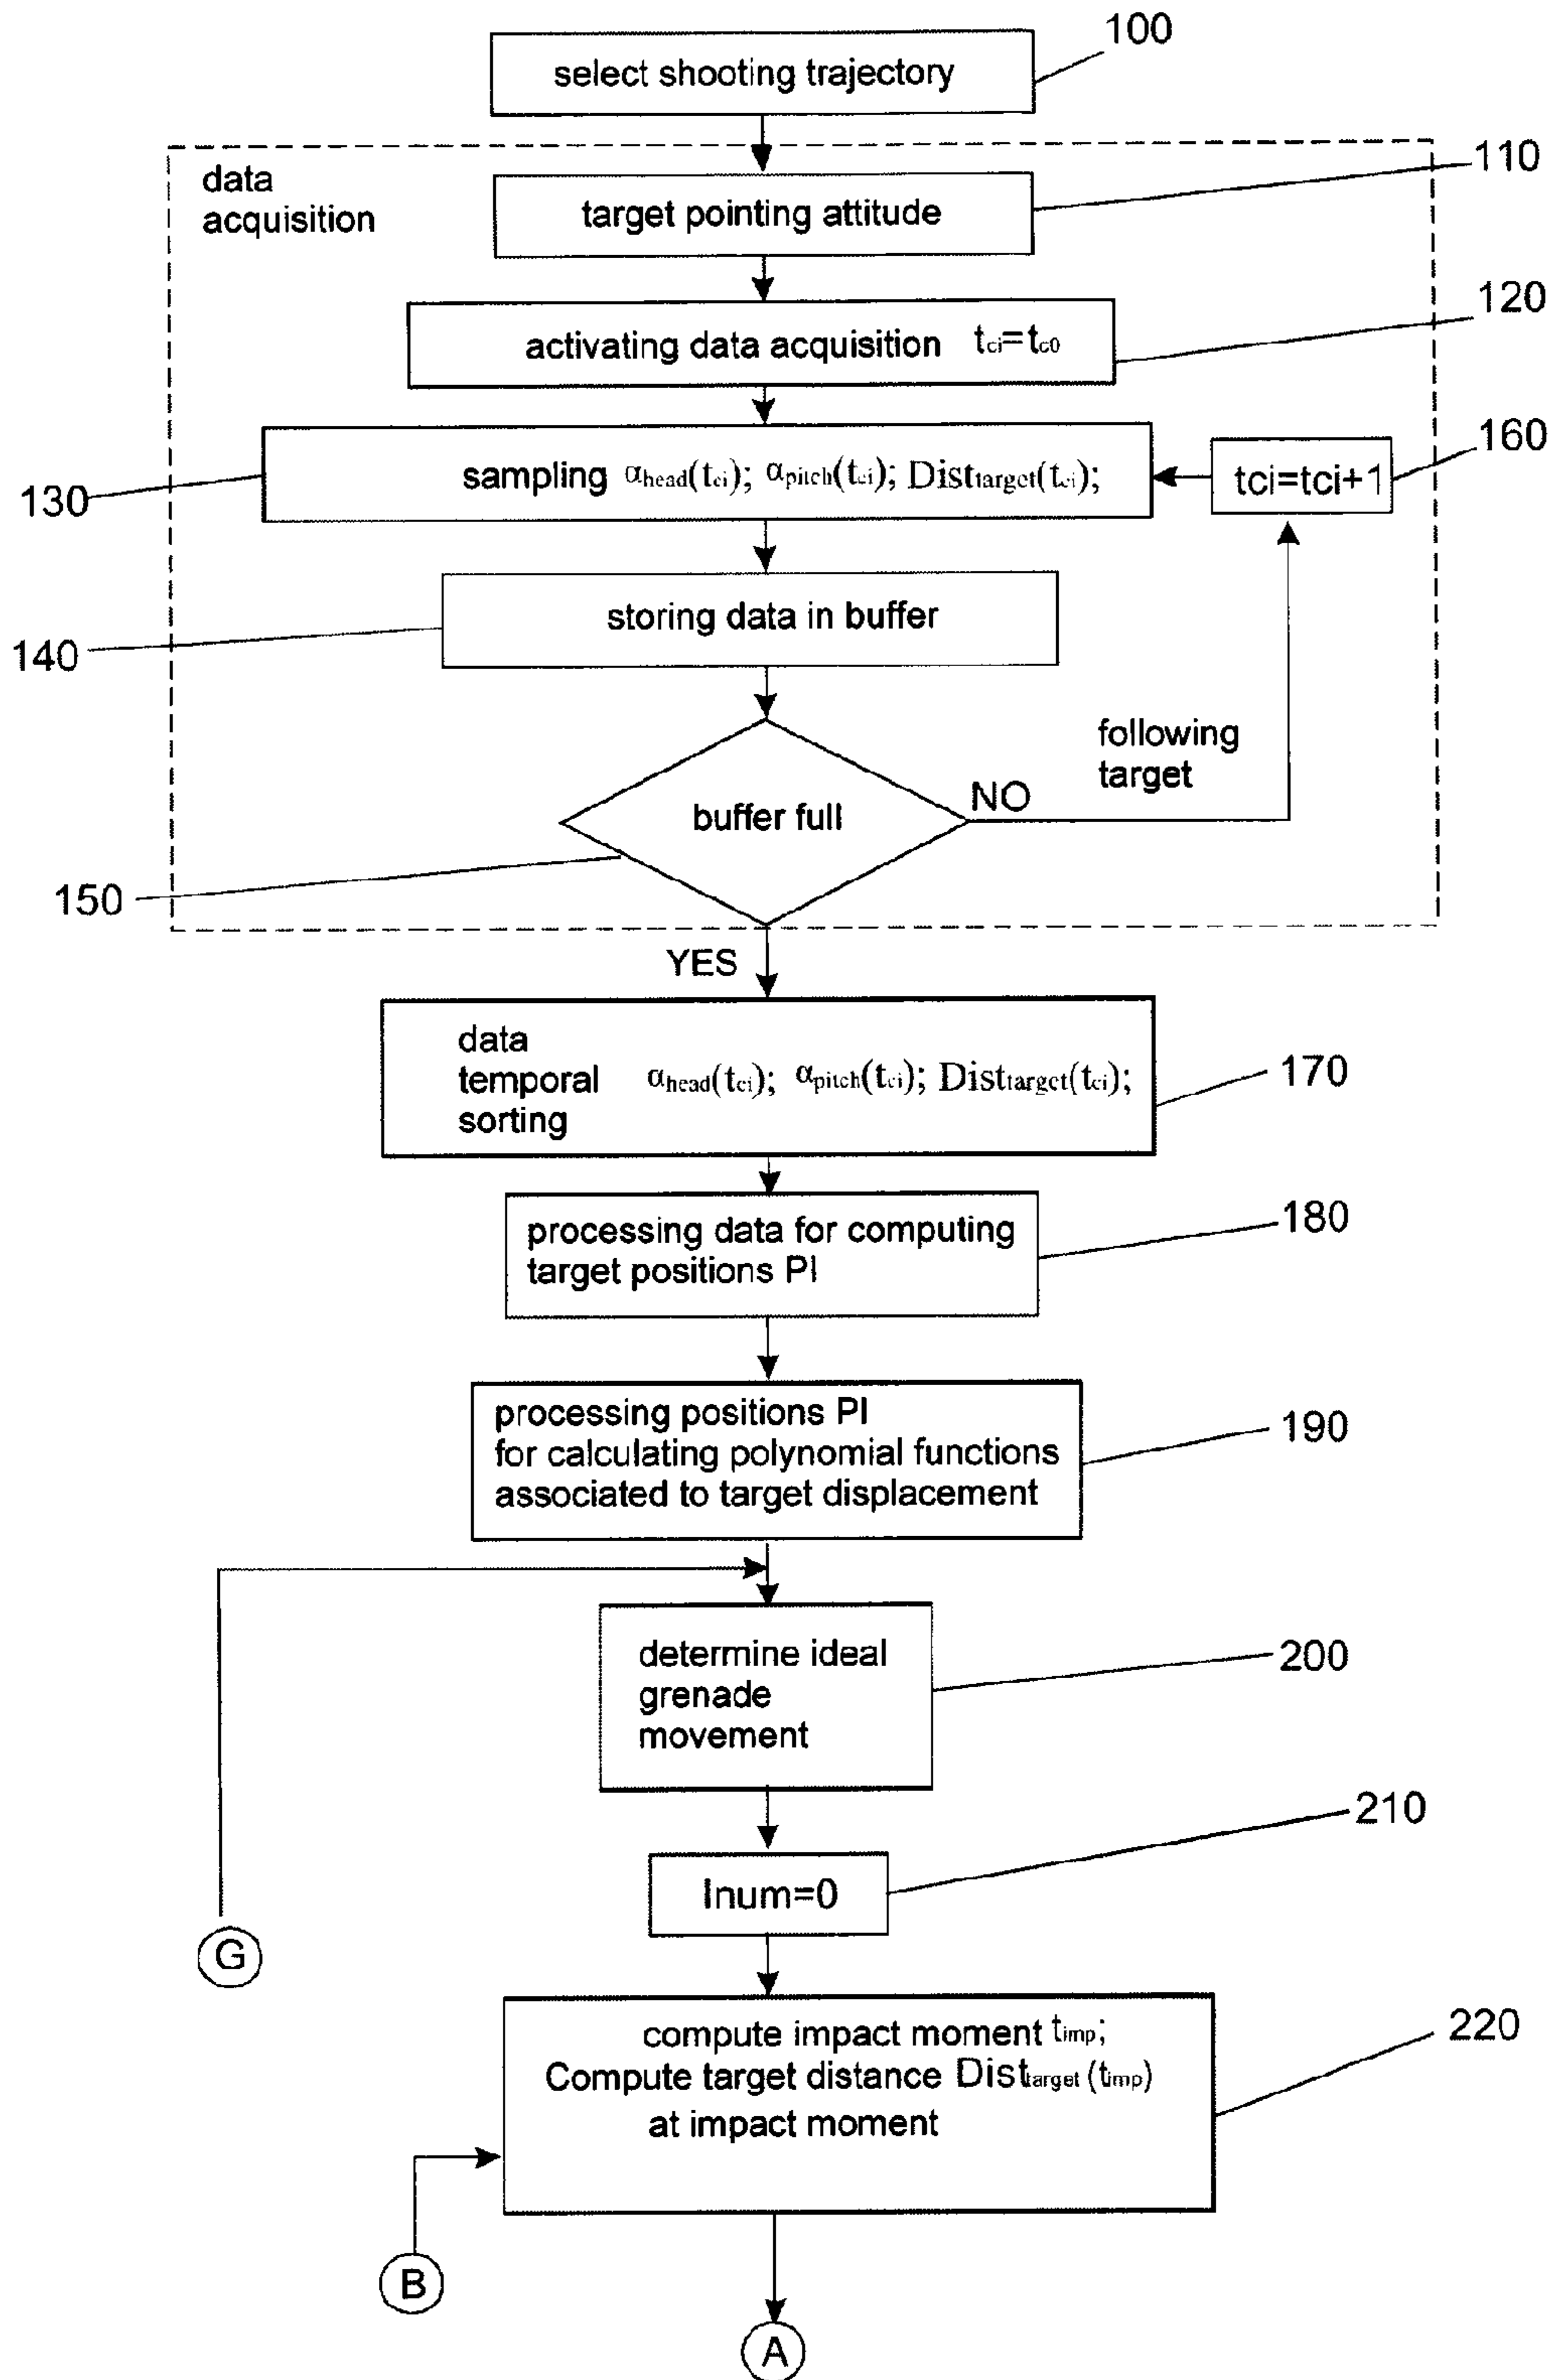 100
select shooting trajectory
data
acquisition
110
target pointing attitude
120
activating data acquisition tci=tc0
160
sampling αhead(tci); αpitch(tci); Disttarget(tci);
tci=tci+1
130
storing data in buffer
140
following
target
NO
buffer full
150
YES
data
temporal αhead(tci); αpitch(tci); Disttarget(tci);
sorting
170
processing data for computing
target positions PI
180
processing positions PI
for calculating polynomial functions
associated to target displacement
190
determine ideal
grenade
movement
200
210
Inum=0
G
compute impact moment timp;
Compute target distance Disttarget (timp)
at impact moment
220
B
A